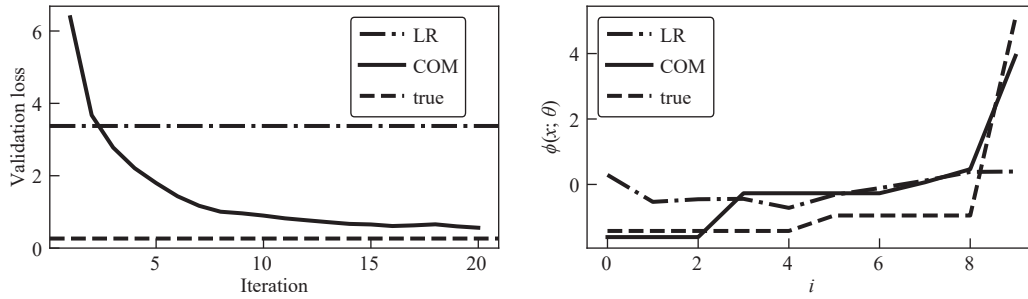 6
4
2
0
5
10
15
20
Validation loss
Iteration
LR
COM
true
4
2
0
0
2
4
6
8
ϕ(x; θ)
i
LR
COM
true